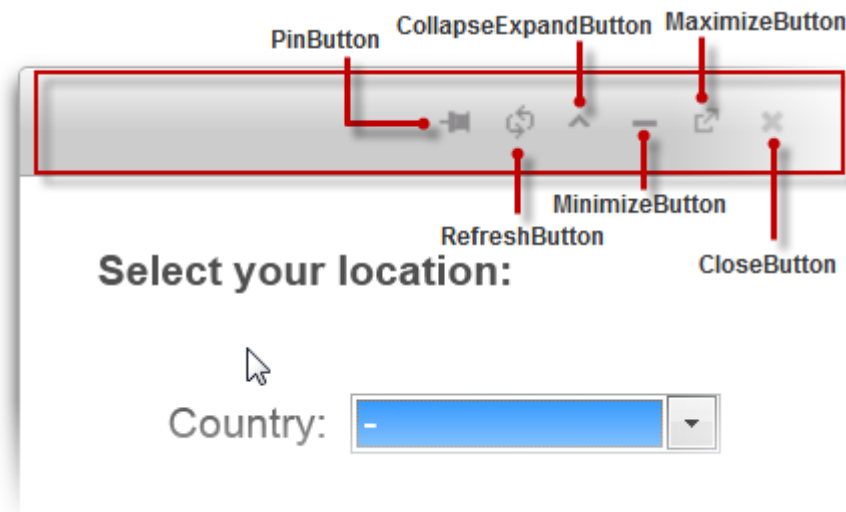 PinButton
CollapseExpandButton
MaximizeButton
MinimizeButton
RefreshButton
CloseButton
Select your location:
Country: -